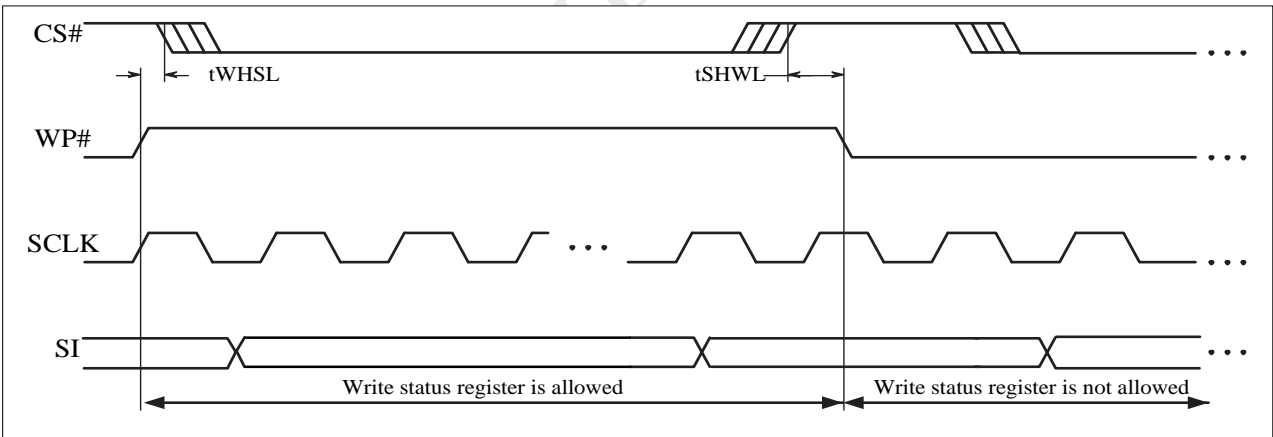 CS#
tWHSL
tSHWL
WP#
SCLK
SI
Write status register is allowed
Write status register is not allowed